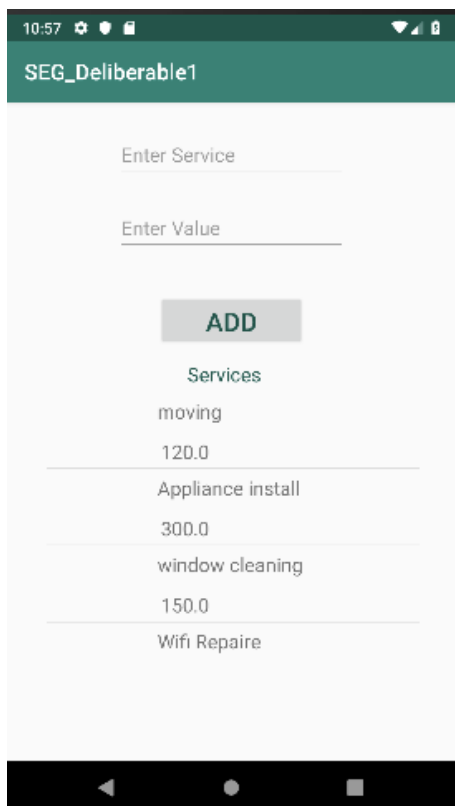 10:57
SEG_Deliberable1
Enter Service
Enter Value
ADD
Services
moving
120.0
Appliance install
300.0
window cleaning
150.0
Wifi Repaire